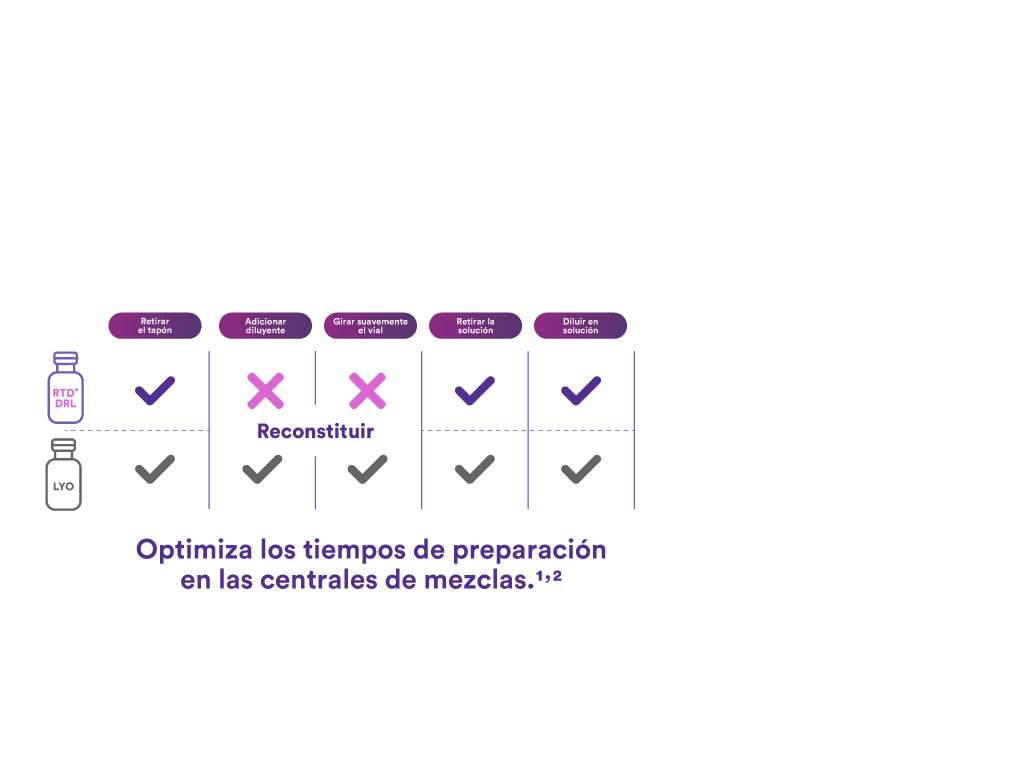 Retirar
el tapón
Adicionar
diluyente
Girar suavemente
el vial
Retirar la
solución
Diluir en
solución
RTD*
DRL
Reconstituir
LYO
Optimiza los tiempos de preparación
en las centrales de mezclas.¹˒²